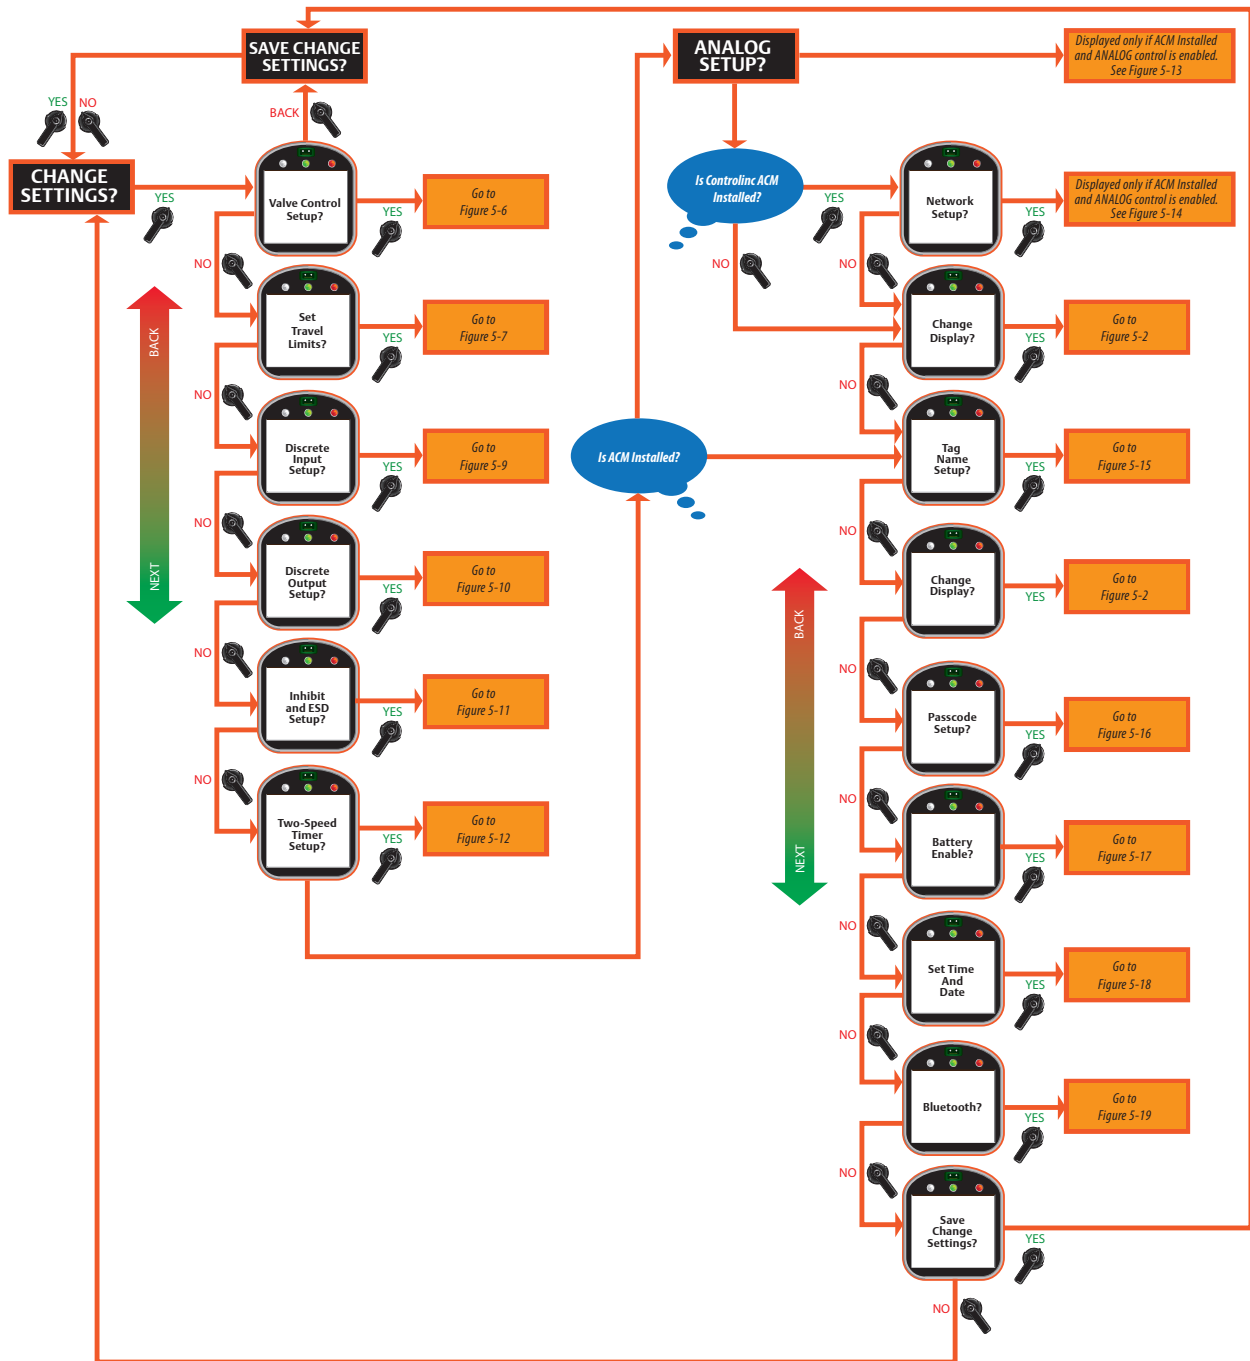 SAVE CHANGE
SETTINGS?
YES
NO
BACK
CHANGE
SETTINGS?
YES
Valve Control
Setup?
YES
Go to
Figure 5-6
NO
Set
Travel
Limits?
YES
Go to
Figure 5-7
NO
Discrete
Input
Setup?
YES
Go to
Figure 5-9
NO
Discrete
Output
Setup?
YES
Go to
Figure 5-10
NO
Inhibit
and ESD
Setup?
YES
Go to
Figure 5-11
NO
Two-Speed
Timer
Setup?
YES
Go to
Figure 5-12
BACK
NEXT
Is ACM Installed?
ANALOG
SETUP?
Displayed only if ACM Installed
and ANALOG control is enabled.
See Figure 5-13
Is Controlinc ACM
Installed?
YES
NO
Network
Setup?
YES
Displayed only if ACM Installed
and ANALOG control is enabled.
See Figure 5-14
NO
Change
Display?
YES
Go to
Figure 5-2
NO
Tag
Name
Setup?
YES
Go to
Figure 5-15
NO
Change
Display?
YES
Go to
Figure 5-2
NO
Passcode
Setup?
YES
Go to
Figure 5-16
NO
Battery
Enable?
YES
Go to
Figure 5-17
NO
Set Time
And
Date
YES
Go to
Figure 5-18
NO
Bluetooth?
YES
Go to
Figure 5-19
NO
Save
Change
Settings?
YES
NO
BACK
NEXT